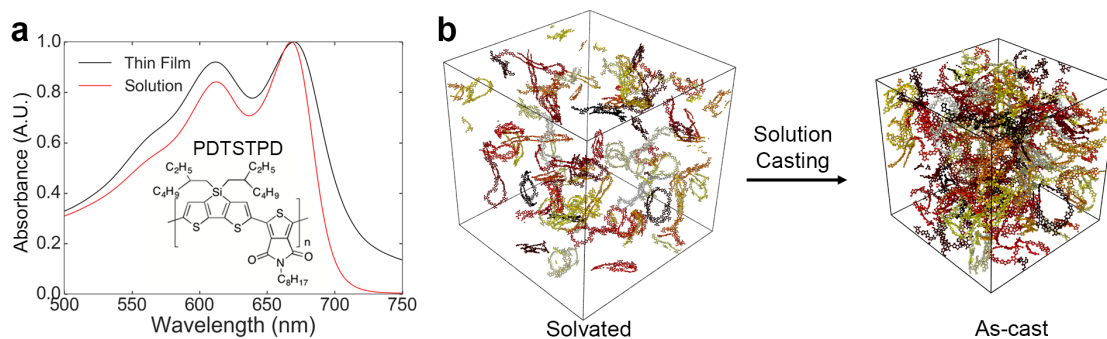 a
b
1.0
0.8
0.6
0.4
0.2
0.0
Absorbance (A.U.)
Thin Film
Solution
PDTSTPD
C₂H₅
C₂H₅
C₄H₉
C₄H₉
Si
S
S
S
n
O
N
O
C₈H₁₇
500
550
600
650
700
750
Wavelength (nm)
Solvated
Solution
Casting
As-cast